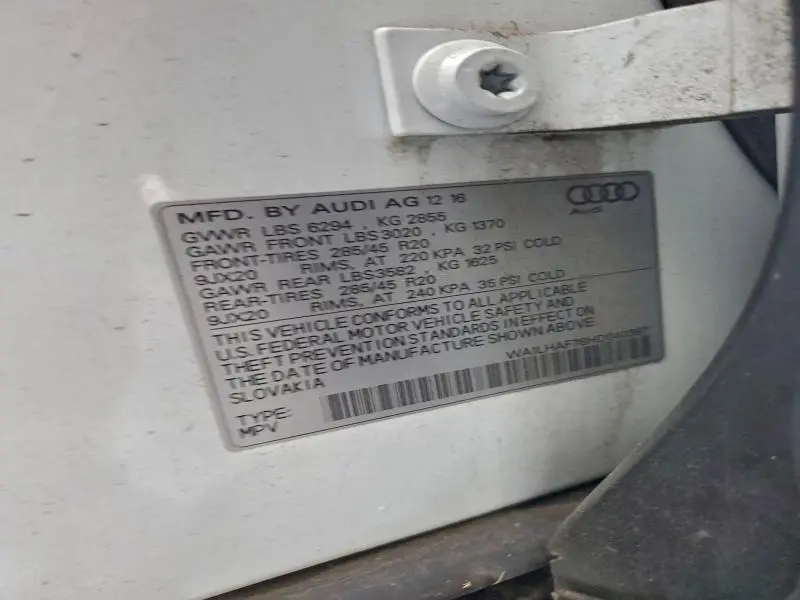 MFD. BY AUDI AG 12 16
Audi
GVWR LBS 6294 , KG 2855
GAWR FRONT LBS3020 , KG 1370
FRONT-TIRES 285/45 R20
9JX20 RIMS, AT 220 KPA 32 PSI COLD
GAWR REAR LBS3582 , KG 1625
REAR-TIRES 285/45 R20
9JX20 RIMS, AT 240 KPA 35 PSI COLD
THIS VEHICLE CONFORMS TO ALL APPLICABLE
U.S. FEDERAL MOTOR VEHICLE SAFETY AND
THEFT PREVENTION STANDARDS IN EFFECT ON
THE DATE OF MANUFACTURE SHOWN ABOVE
SLOVAKIA
TYPE:
MPV